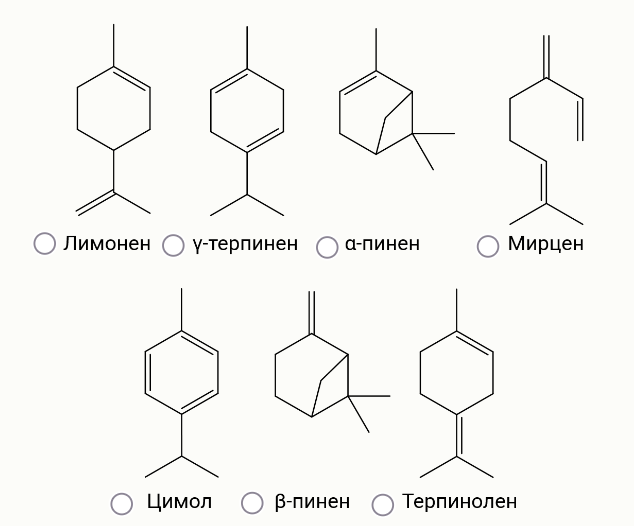 Лимонен γ-терпинен α-пинен Мирцен
Цимол β-пинен Терпинолен